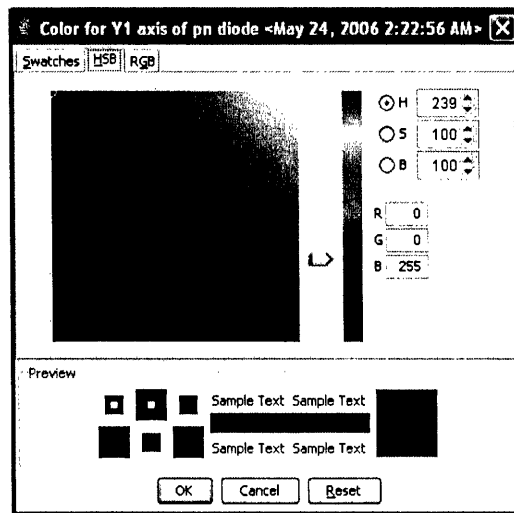 Color for Y1 axis of pn diode <May 24, 2006 2:22:56 AM>
Swatches HSB RGB
H 239
S 100
B 100
R 0
G 0
B 255
Preview
Sample Text Sample Text
Sample Text Sample Text
OK Cancel Reset